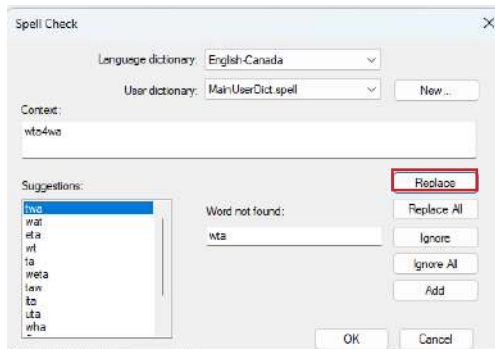 Spell Check
Language dictionary: English-Canada
User dictionary: MainUserDict.spell New...
Context:
wta4wa
Suggestions: Replace
twa Word not found: Replace All
wat
eta wta Ignore
wt
ta Ignore All
weta
taw Add
ita
uta
wha
OK Cancel